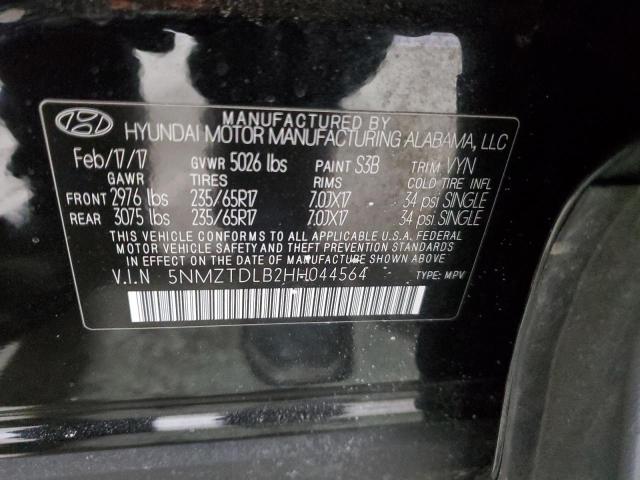 MANUFACTURED BY
HYUNDAI MOTOR MANUFACTURING ALABAMA, LLC
Feb/17/17 GVWR 5026 lbs PAINT S3B TRIM VYN
GAWR TIRES RIMS COLD TIRE INFL
FRONT 2976 lbs 235/65R17 7.0JX17 34 psi SINGLE
REAR 3075 lbs 235/65R17 7.0JX17 34 psi SINGLE
THIS VEHICLE CONFORMS TO ALL APPLICABLE U.S.A. FEDERAL
MOTOR VEHICLE SAFETY AND THEFT PREVENTION STANDARDS
IN EFFECT ON THE DATE OF MANUFACTURE SHOWN ABOVE.
V.I.N 5NMZTDLB2HH044564 TYPE: MPV